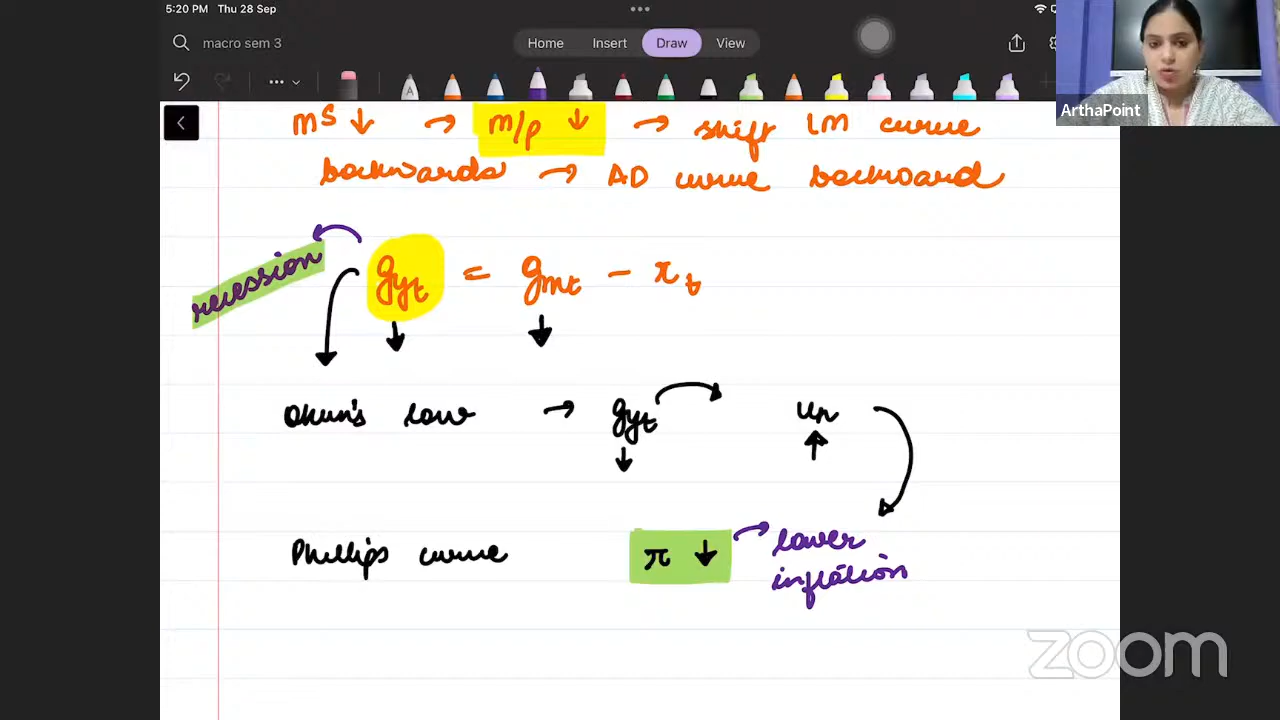 5:20 PM Thu 28 Sep
macro sem 3
Home Insert Draw View
ArthaPoint
Mˢ ↓ → M/P ↓ → shift LM curve
backwards → AD curve backward
recession
gyt = gmt - πt
↓ ↓
Okun's law → gyt un
↓ ↑
Phillips curve π ↓ lower
inflation
zoom